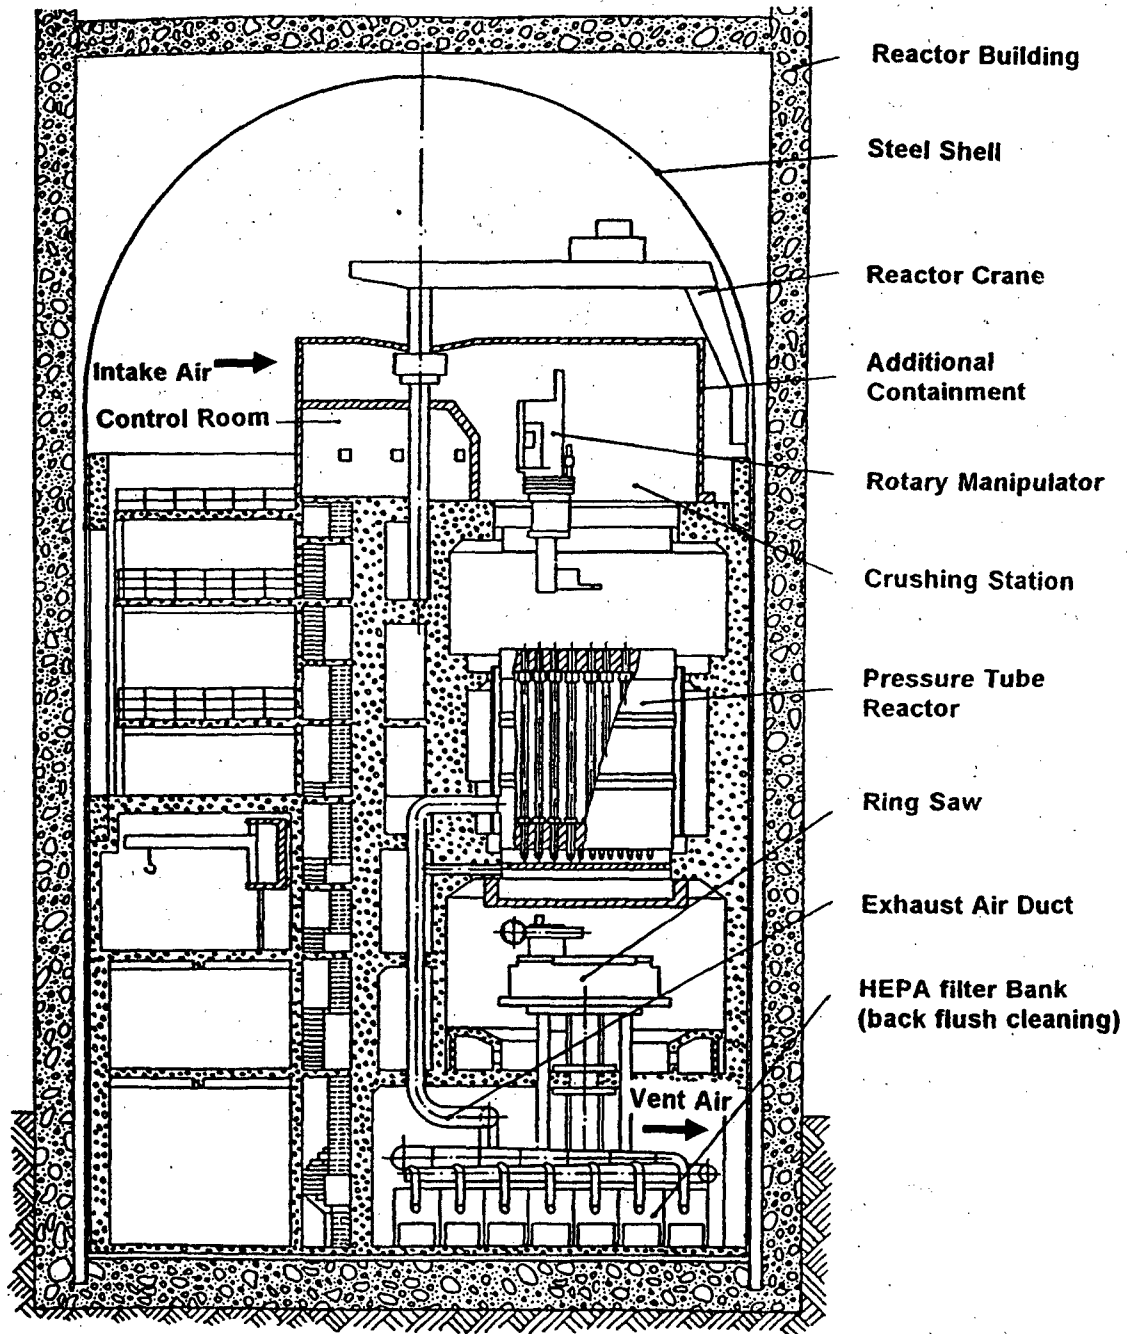 Reactor Building
Steel Shell
Reactor Crane
Intake Air
Additional
Containment
Control Room
Rotary Manipulator
Crushing Station
Pressure Tube
Reactor
Ring Saw
Exhaust Air Duct
HEPA filter Bank
(back flush cleaning)
Vent Air